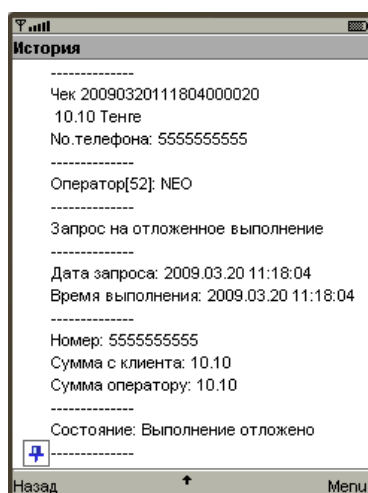 История
--------------
Чек 20090320111804000020
10.10 Тенге
No.телефона: 5555555555
--------------
Оператор[52]: NEO
--------------
Запрос на отложенное выполнение
--------------
Дата запроса: 2009.03.20 11:18:04
Время выполнения: 2009.03.20 11:18:04
--------------
Номер: 5555555555
Сумма с клиента: 10.10
Сумма оператору: 10.10
--------------
Состояние: Выполнение отложено
--------------
Назад Menu